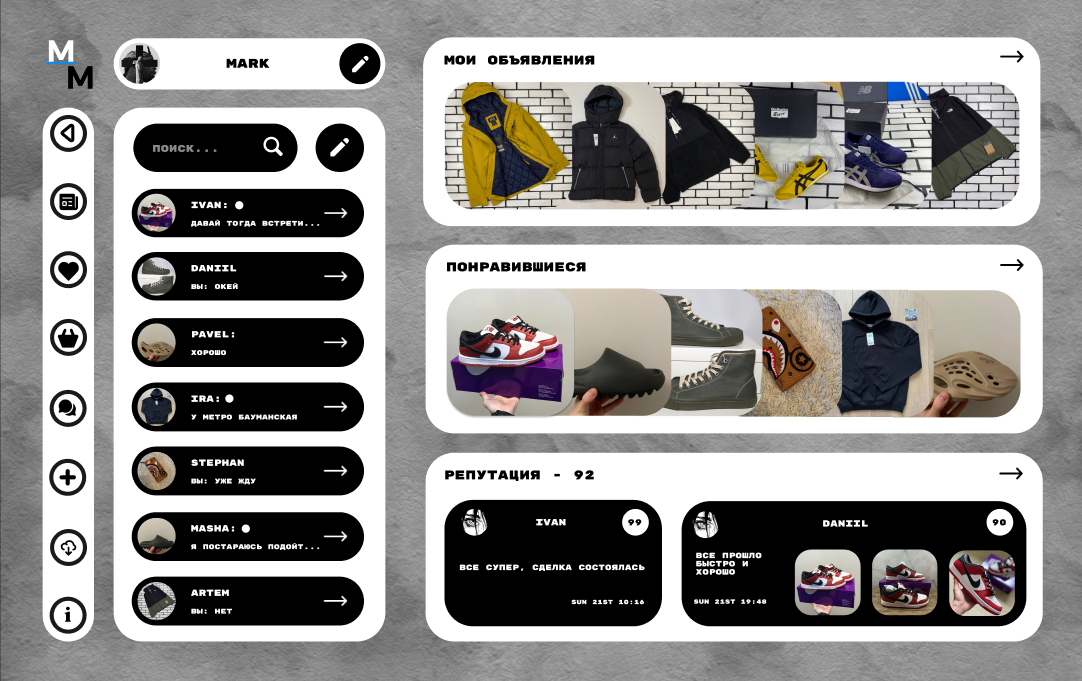 M
M
MARK
ПОИСК...
IVAN:
ДАВАЙ ТОГДА ВСТРЕТИ...
DANIIL
ВЫ: ОКЕЙ
PAVEL:
ХОРОШО
IRA:
У МЕТРО БАУМАНСКАЯ
STEPHAN
ВЫ: УЖЕ ЖДУ
MASHA:
Я ПОСТАРАЮСЬ ПОДОЙТ...
ARTEM
ВЫ: НЕТ
МОИ ОБЪЯВЛЕНИЯ
ПОНРАВИВШИЕСЯ
РЕПУТАЦИЯ - 92
IVAN
99
ВСЕ СУПЕР, СДЕЛКА СОСТОЯЛАСЬ
SUN 21ST 10:16
DANIIL
90
ВСЕ ПРОШЛО
БЫСТРО И
ХОРОШО
SUN 21ST 19:48